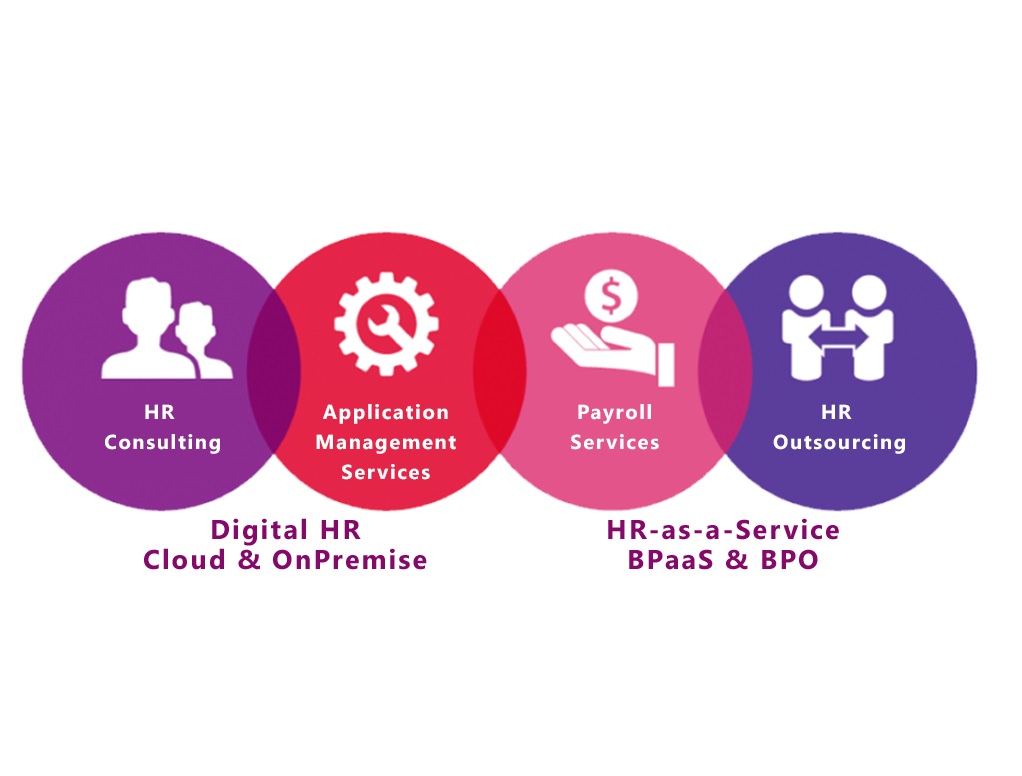 HR
Consulting
Application
Management
Services
$
Payroll
Services
HR
Outsourcing
Digital HR
Cloud & OnPremise
HR-as-a-Service
BPaaS & BPO